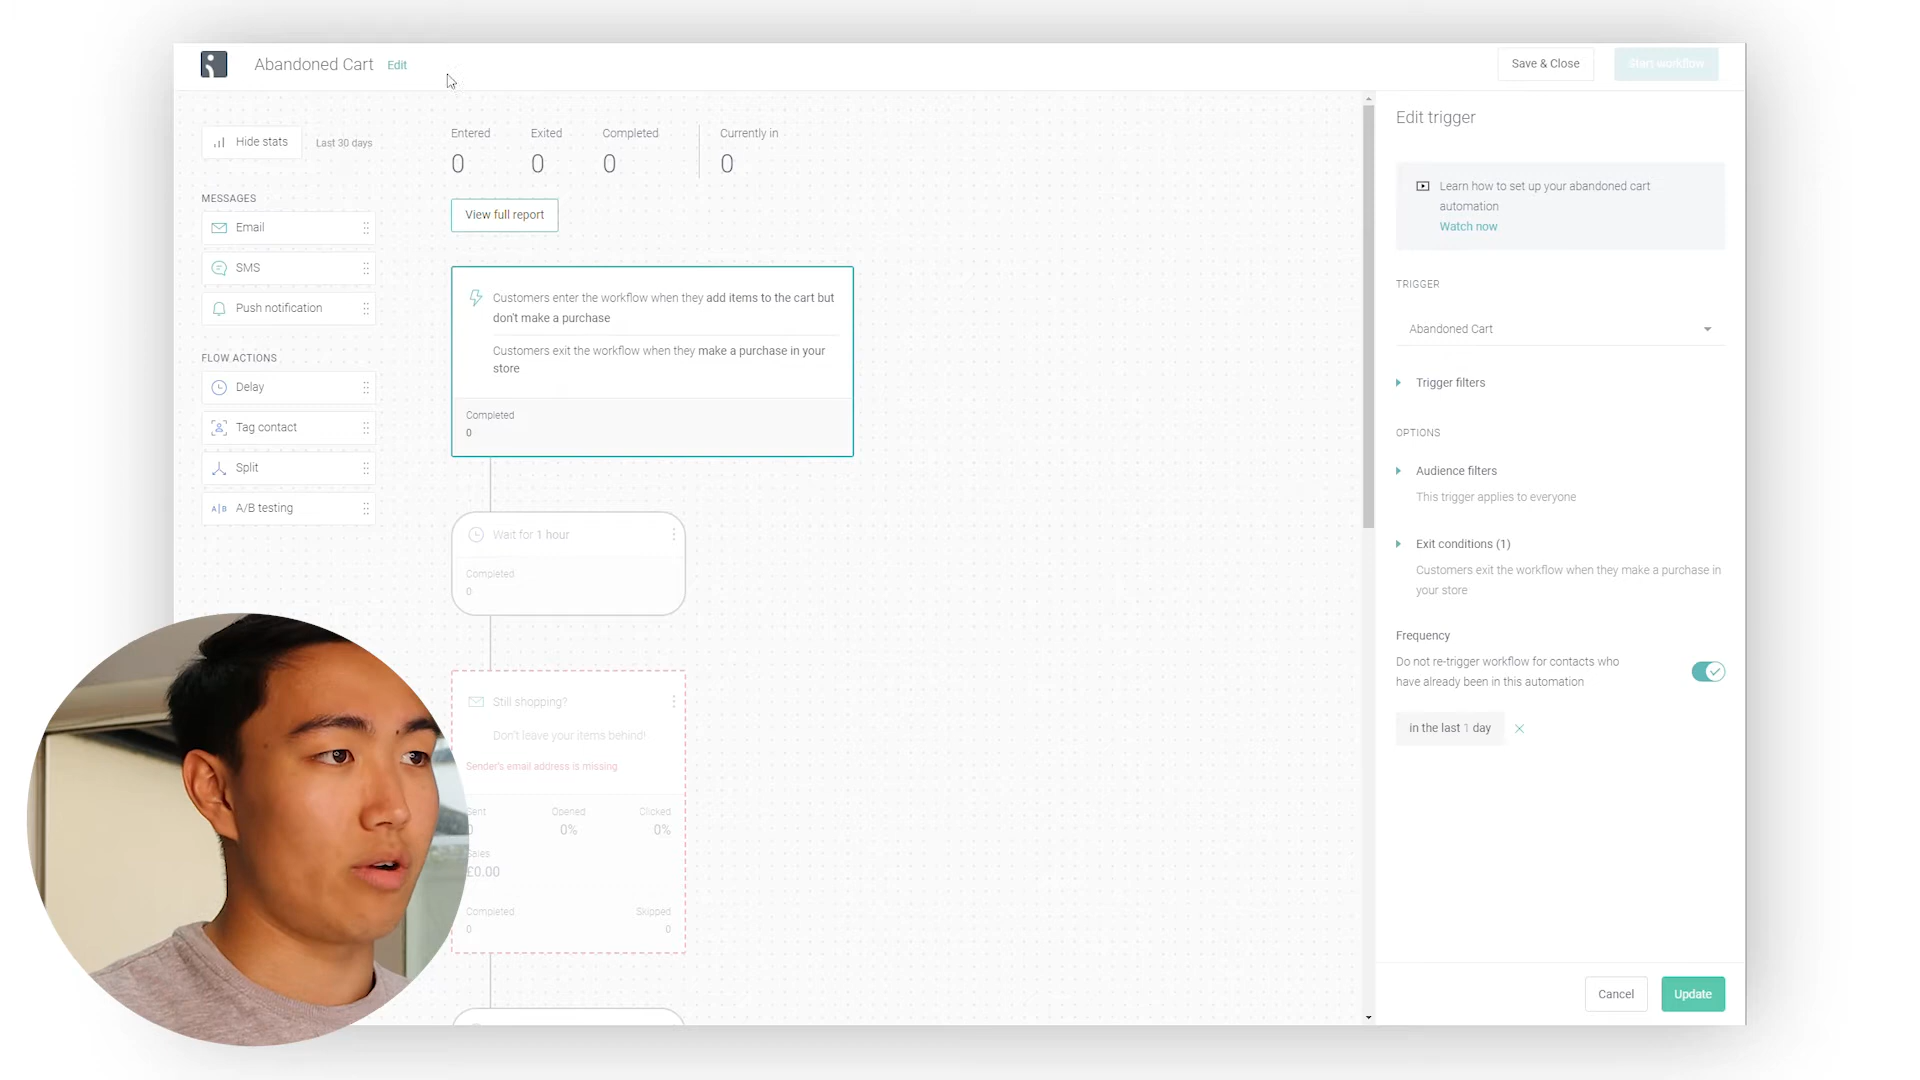 Abandoned Cart Edit
Save & Close
Start workflow
Hide stats
Last 30 days
Entered
Exited
Completed
Currently in
0
0
0
0
View full report
MESSAGES
Email
SMS
Push notification
FLOW ACTIONS
Delay
Tag contact
Split
A/B testing
Customers enter the workflow when they add items to the cart but
don't make a purchase
Customers exit the workflow when they make a purchase in your
store
Completed
0
Wait for 1 hour
Completed
0
Still shopping?
Don't leave your items behind!
Sender's email address is missing
Sent
Opened
Clicked
0
0%
0%
Sales
£0.00
Completed
Skipped
0
0
Edit trigger
Learn how to set up your abandoned cart
automation
Watch now
TRIGGER
Abandoned Cart
Trigger filters
OPTIONS
Audience filters
This trigger applies to everyone
Exit conditions (1)
Customers exit the workflow when they make a purchase in
your store
Frequency
Do not re-trigger workflow for contacts who
have already been in this automation
in the last 1 day
Cancel
Update